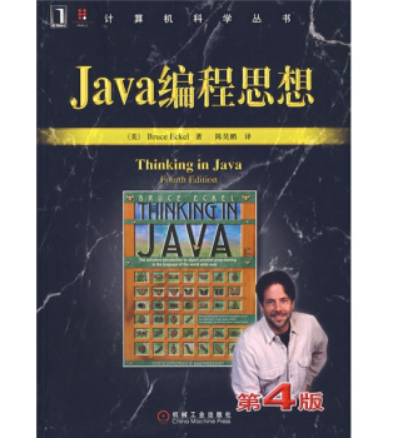 计算机科学丛书
Java编程思想
(美) Bruce Eckel 著 陈昊鹏 译
Thinking in Java
Fourth Edition
BRUCE ECKEL
THINKING IN
JAVA
第4版
机械工业出版社
China Machine Press